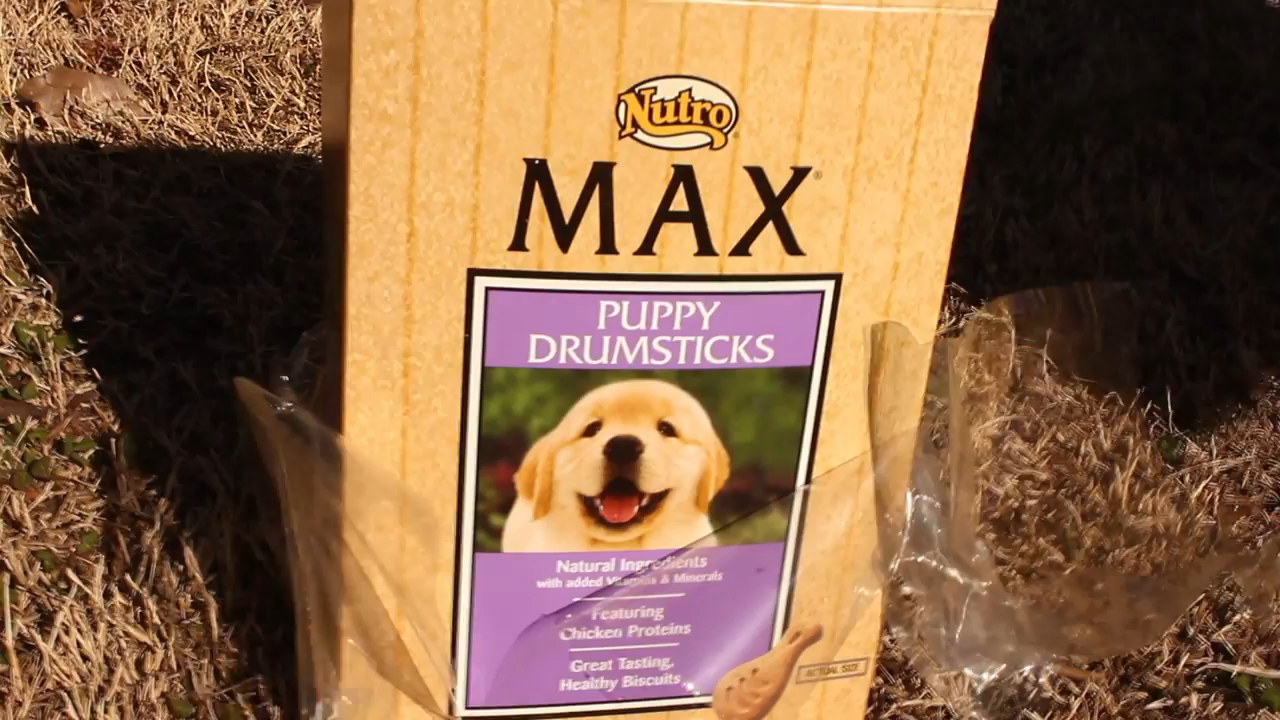 Nutro
MAX®
PUPPY
DRUMSTICKS
Natural Ingredients
with added Vitamins & Minerals
Featuring
Chicken Proteins
Great Tasting,
Healthy Biscuits
ACTUAL SIZE